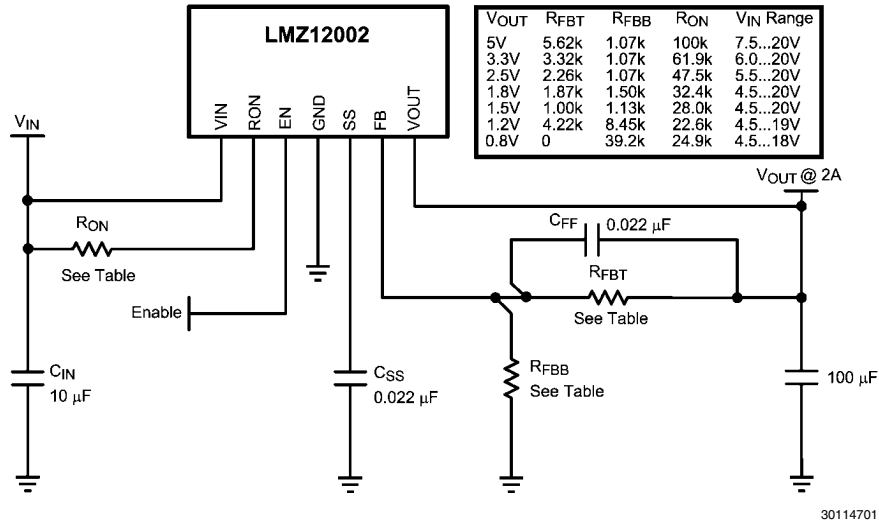 LMZ12002
VIN RON EN GND SS FB VOUT
VOUT RFBT RFBB RON VIN Range
5V 5.62k 1.07k 100k 7.5...20V
3.3V 3.32k 1.07k 61.9k 6.0...20V
2.5V 2.26k 1.07k 47.5k 5.5...20V
1.8V 1.87k 1.50k 32.4k 4.5...20V
1.5V 1.00k 1.13k 28.0k 4.5...20V
1.2V 4.22k 8.45k 22.6k 4.5...19V
0.8V 0 39.2k 24.9k 4.5...18V
VIN
VOUT @ 2A
RON
See Table
CFF 0.022 μF
RFBT
See Table
Enable
CIN
10 μF
CSS
0.022 μF
RFBB
See Table
100 μF
30114701